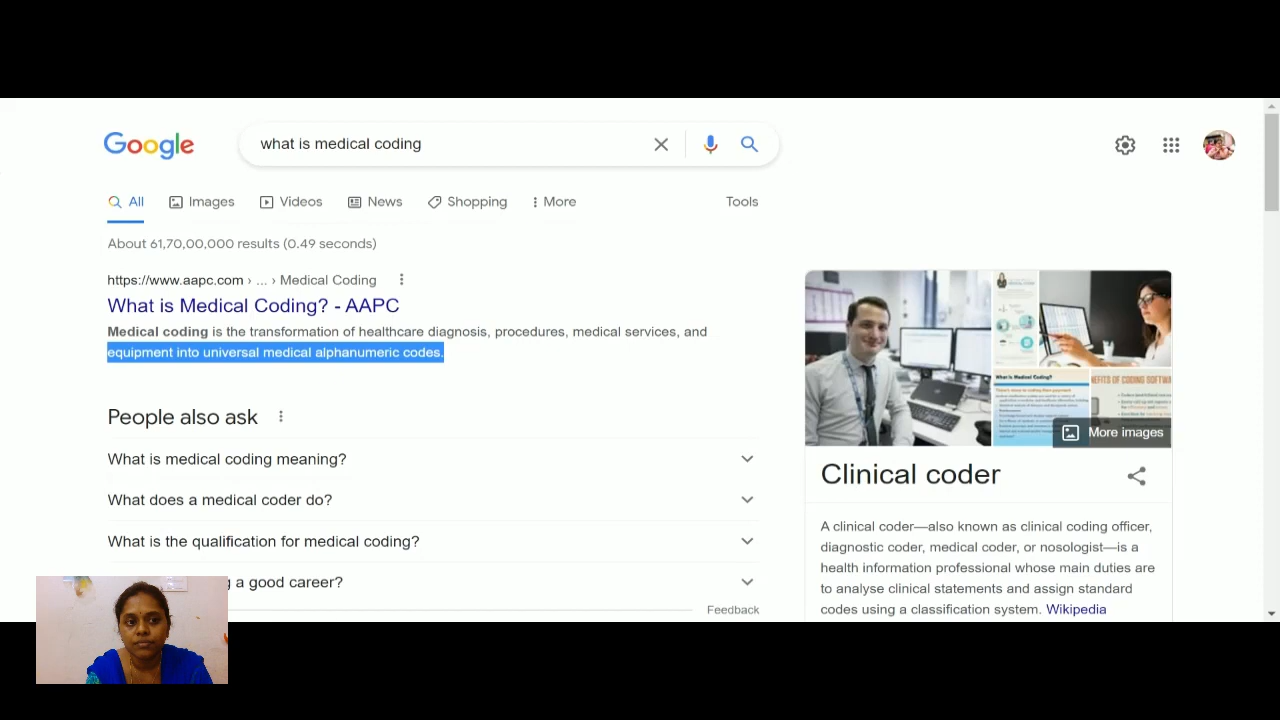 Google
what is medical coding
All
Images
Videos
News
Shopping
More
Tools
About 61,70,00,000 results (0.49 seconds)
https://www.aapc.com › ... › Medical Coding
What is Medical Coding? - AAPC
Medical coding is the transformation of healthcare diagnosis, procedures, medical services, and
equipment into universal medical alphanumeric codes.
People also ask
What is medical coding meaning?
What does a medical coder do?
What is the qualification for medical coding?
a good career?
Feedback
What is Medical Coding?
More images
Clinical coder
A clinical coder—also known as clinical coding officer,
diagnostic coder, medical coder, or nosologist—is a
health information professional whose main duties are
to analyse clinical statements and assign standard
codes using a classification system. Wikipedia